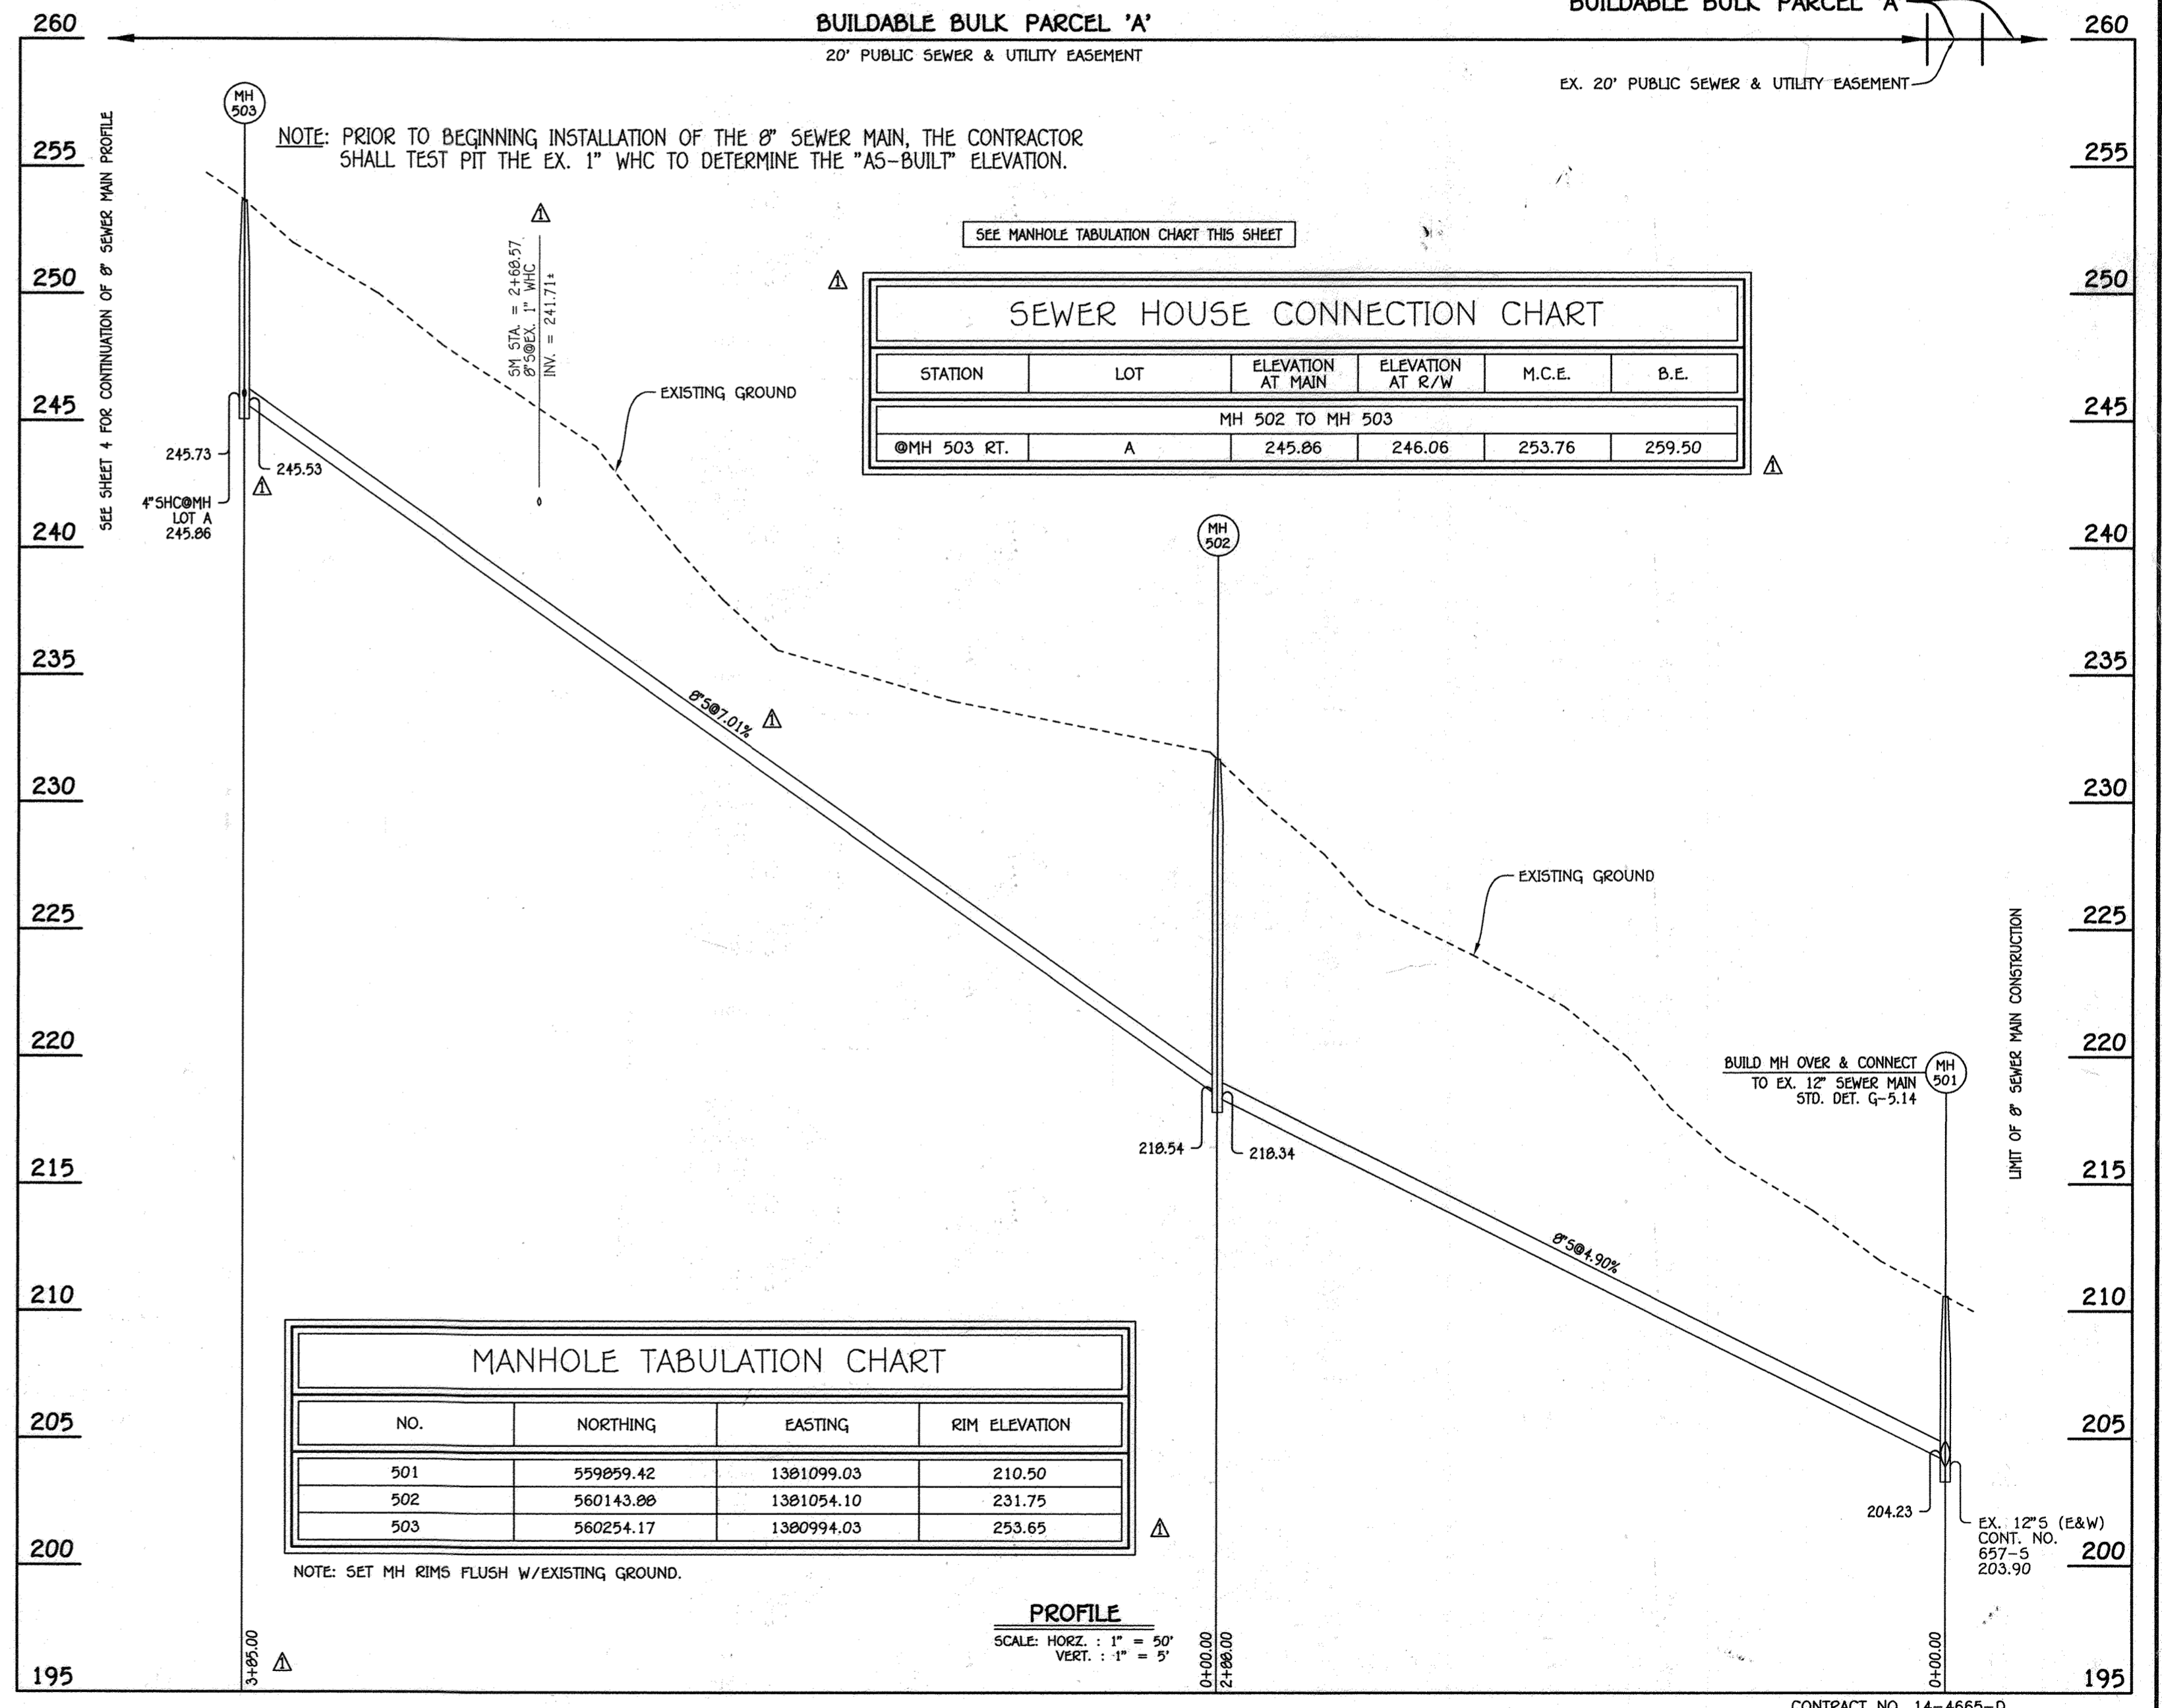 BUILDABLE BULK PARCEL 'A'
20' PUBLIC SEWER & UTILITY EASEMENT
BUILDABLE BULK PARCEL 'A'
EX. 20' PUBLIC SEWER & UTILITY EASEMENT
260
255
250
245
240
235
230
225
220
215
210
205
200
195
SEE SHEET 4 FOR CONTINUATION OF 8" SEWER MAIN PROFILE
MH
503
NOTE: PRIOR TO BEGINNING INSTALLATION OF THE 8" SEWER MAIN, THE CONTRACTOR
SHALL TEST PIT THE EX. 1" WHC TO DETERMINE THE "AS-BUILT" ELEVATION.
1
SM STA. = 2+68.57
8"S@EX. 1" WHC
INV. = 241.71±
EXISTING GROUND
SEE MANHOLE TABULATION CHART THIS SHEET
1
SEWER HOUSE CONNECTION CHART
STATION LOT ELEVATION AT MAIN ELEVATION AT R/W M.C.E. B.E.
MH 502 TO MH 503
@MH 503 RT. A 245.86 246.06 253.76 259.50
1
245.73
245.53
1
4"SHC@MH
LOT A
245.86
MH
502
8"S@7.01%
1
EXISTING GROUND
218.54
218.34
BUILD MH OVER & CONNECT
TO EX. 12" SEWER MAIN
STD. DET. G-5.14
MH
501
LIMIT OF 8" SEWER MAIN CONSTRUCTION
8"S@4.90%
204.23
EX. 12"S (E&W)
CONT. NO.
657-S
203.90
MANHOLE TABULATION CHART
NO. NORTHING EASTING RIM ELEVATION
501 559859.42 1381099.03 210.50
502 560143.88 1381054.10 231.75
503 560254.17 1380994.03 253.65
1
NOTE: SET MH RIMS FLUSH W/EXISTING GROUND.
PROFILE
SCALE: HORZ. : 1" = 50'
VERT. : 1" = 5'
3+85.00
1
0+00.00
2+88.00
0+00.00
260
255
250
245
240
235
230
225
220
215
210
205
200
195
CONTRACT NO. 14-4665-D